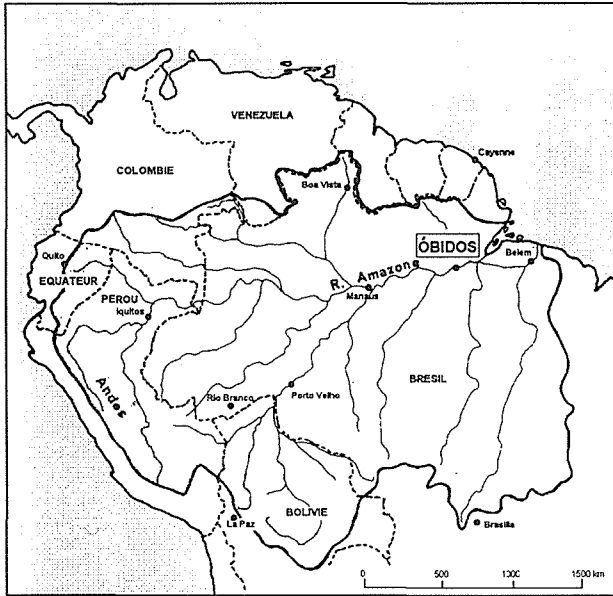 VENEZUELA
COLOMBIE
Cayenne
Boa Vista
ÓBIDOS
Quito
Belem
EQUATEUR
R. Amazon
Manaus
PEROU
Iquitos
BRESIL
Andes
Rio Branco
Porto Velho
La Paz
BOLIVIE
Brasilia
0 500 1000 1500 km